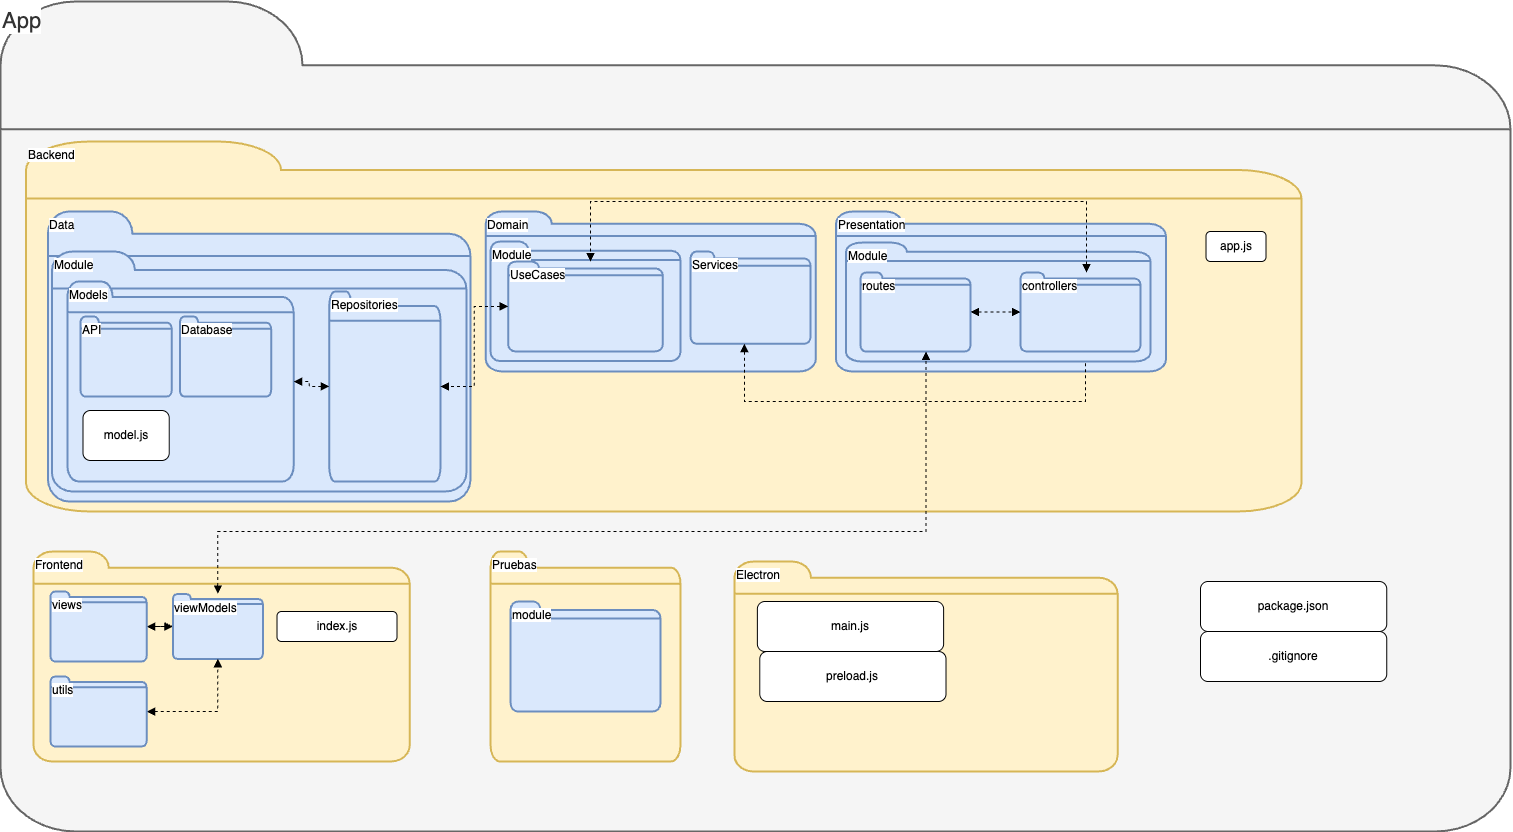 App
Backend
Data
Module
Models
API
Database
model.js
Repositories
Domain
Module
UseCases
Services
Presentation
Module
routes
controllers
app.js
Frontend
views
viewModels
index.js
utils
Pruebas
module
Electron
main.js
preload.js
package.json
.gitignore